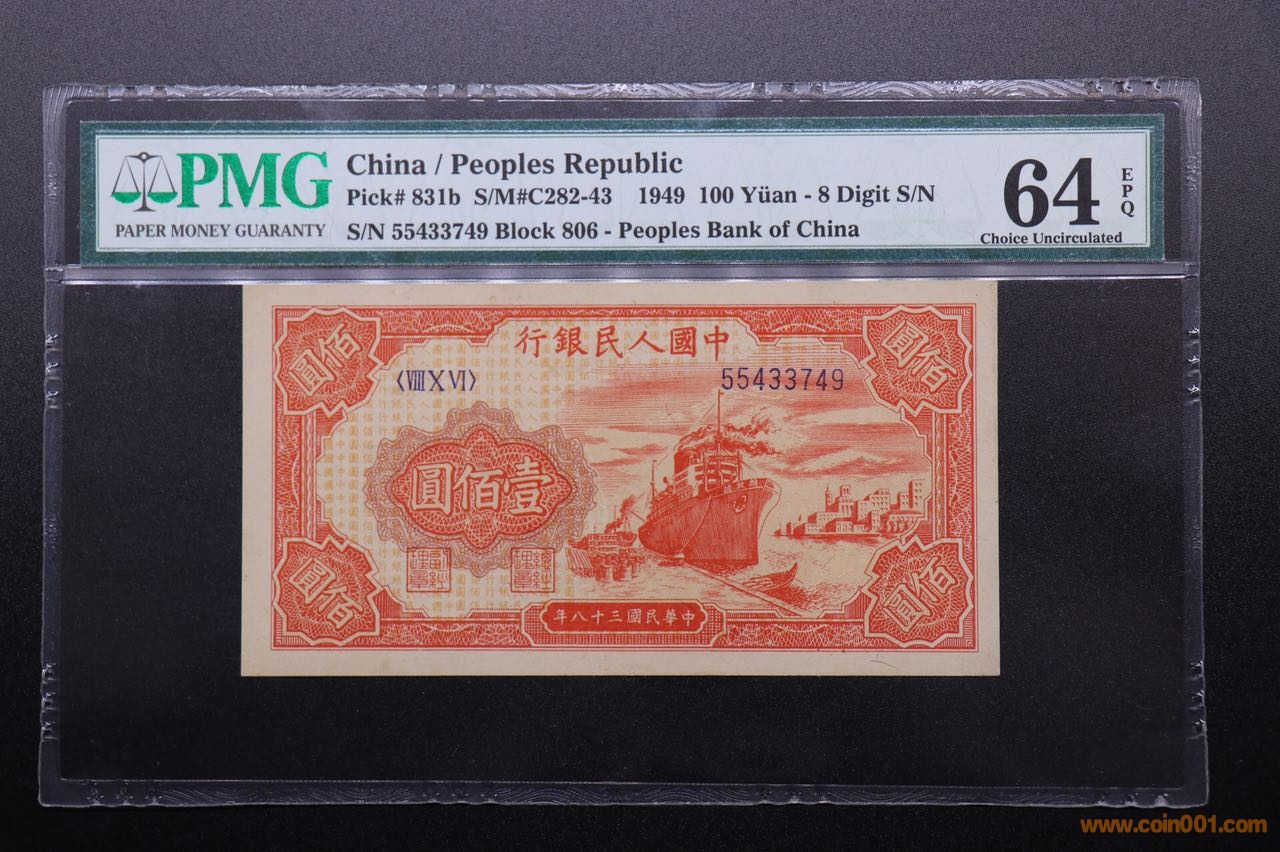 PMG
PAPER MONEY GUARANTY
China / Peoples Republic
Pick# 831b S/M#C282-43 1949 100 Yüan - 8 Digit S/N
S/N 55433749 Block 806 - Peoples Bank of China
64
EPQ
Choice Uncirculated
行銀民人國中
圓佰
圓佰
〈VIII X VI〉
55433749
圓佰壹
圓佰
圓佰
年八十三國民華中
www.coin001.com